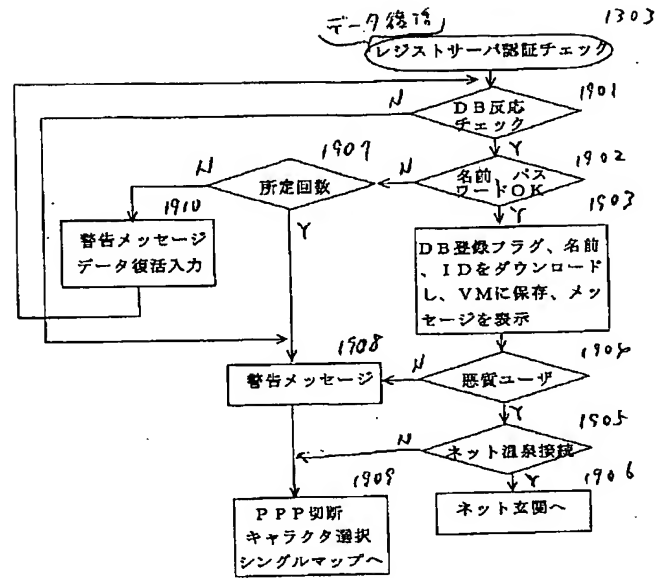 1303
データ復活
レジストサーバ認証チェック
N
1901
DB反応
チェック
Y
1907
N
所定回数
N
1902
名前、パス
ワードOK
1910
Y
Y
1903
警告メッセージ
データ復活入力
DB登録フラグ、名前
、IDをダウンロード
し、VMに保存、メッ
セージを表示
1908
1904
警告メッセージ
N
悪質ユーザ
Y
1905
N
ネット温泉接続
1909
Y
1906
PPP切断
キャラクタ選択
シングルマップへ
ネット玄関へ